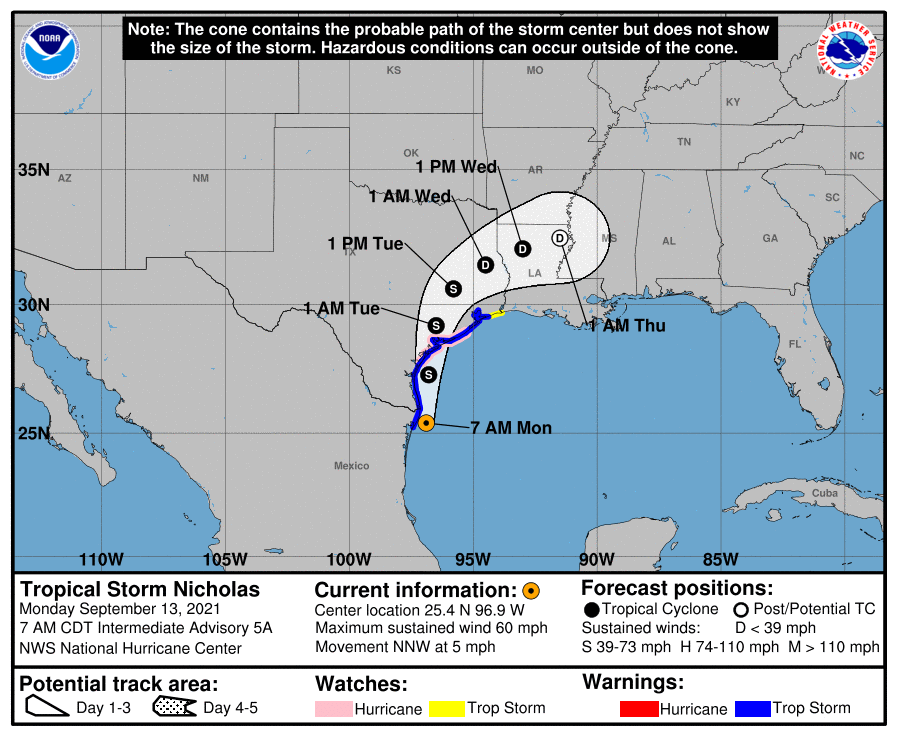 Note: The cone contains the probable path of the storm center but does not show
the size of the storm. Hazardous conditions can occur outside of the cone.
NOAA
NATIONAL WEATHER SERVICE
KS
MO
KY
OK
TN
1 PM Wed
35N
AR
NC
AZ
NM
1 AM Wed
SC
1 PM Tue
TX
D
D
D
MS
AL
GA
LA
S
30N
1 AM Tue
S
1 AM Thu
FL
S
7 AM Mon
25N
Mexico
Cuba
110W
105W
100W
95W
90W
85W
Tropical Storm Nicholas
Monday September 13, 2021
7 AM CDT Intermediate Advisory 5A
NWS National Hurricane Center
Current information:
Center location 25.4 N 96.9 W
Maximum sustained wind 60 mph
Movement NNW at 5 mph
Forecast positions:
Tropical Cyclone
Post/Potential TC
Sustained winds:
D < 39 mph
S 39-73 mph
H 74-110 mph
M > 110 mph
Potential track area:
Day 1-3
Day 4-5
Watches:
Hurricane
Trop Storm
Warnings:
Hurricane
Trop Storm